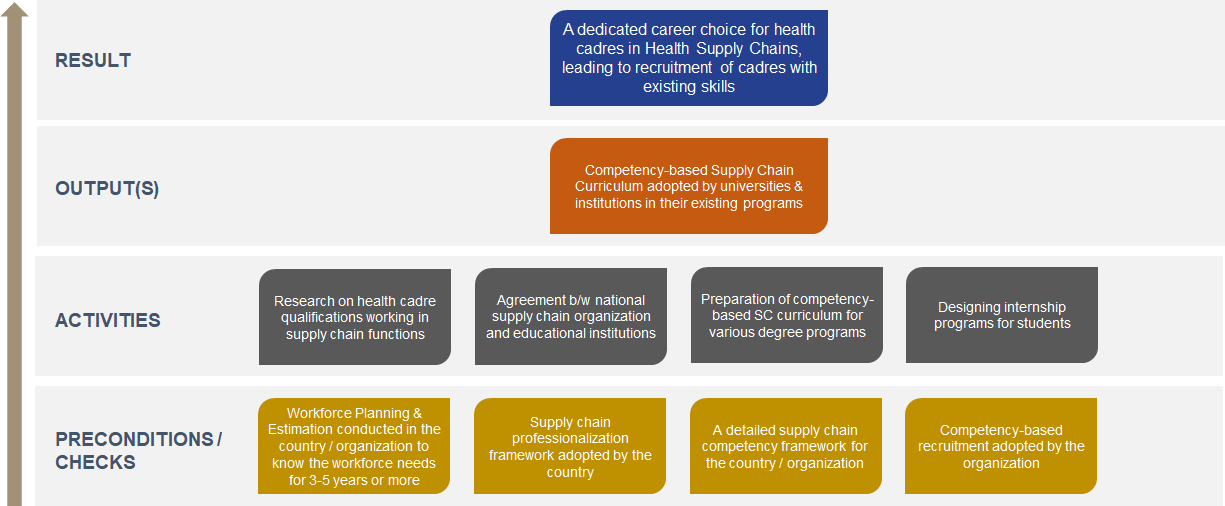 RESULT
A dedicated career choice for health
cadres in Health Supply Chains,
leading to recruitment of cadres with
existing skills
OUTPUT(S)
Competency-based Supply Chain
Curriculum adopted by universities &
institutions in their existing programs
ACTIVITIES
Research on health cadre
qualifications working in
supply chain functions
Agreement b/w national
supply chain organization
and educational institutions
Preparation of competency-
based SC curriculum for
various degree programs
Designing internship
programs for students
PRECONDITIONS /
CHECKS
Workforce Planning &
Estimation conducted in the
country / organization to
know the workforce needs
for 3-5 years or more
Supply chain
professionalization
framework adopted by the
country
A detailed supply chain
competency framework for
the country / organization
Competency-based
recruitment adopted by the
organization